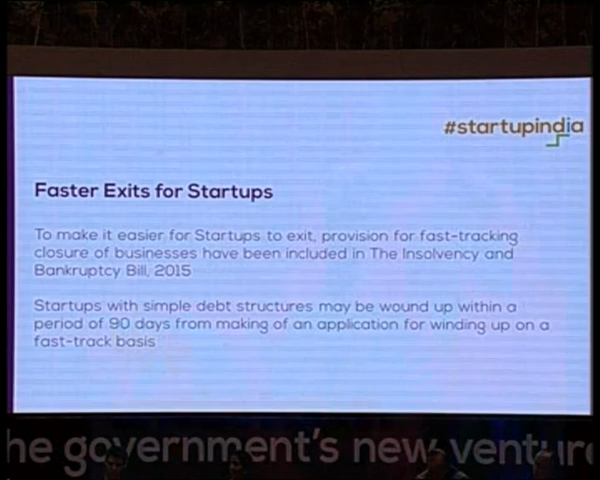 #startupindia
Faster Exits for Startups
To make it easier for Startups to exit, provision for fast-tracking
closure of businesses have been included in The Insolvency and
Bankruptcy Bill, 2015
Startups with simple debt structures may be wound up within a
period of 90 days from making of an application for winding up on a
fast-track basis
he government's new venture